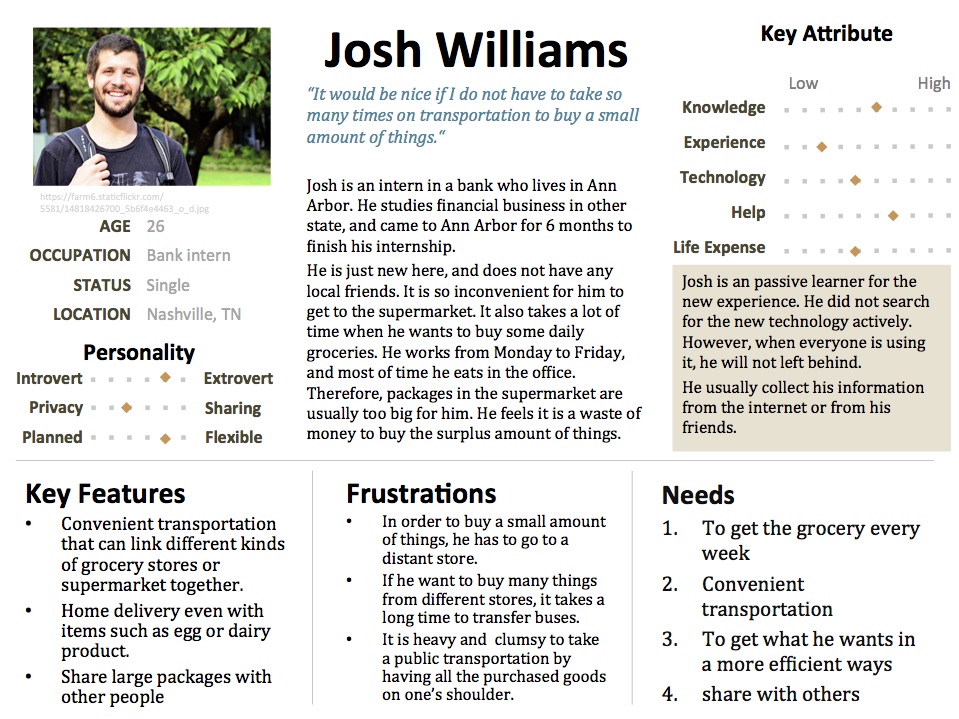 Josh Williams
“It would be nice if I do not have to take so
many times on transportation to buy a small
amount of things.“
Josh is an intern in a bank who lives in Ann
Arbor. He studies financial business in other
state, and came to Ann Arbor for 6 months to
finish his internship.
He is just new here, and does not have any
local friends. It is so inconvenient for him to
get to the supermarket. It also takes a lot of
time when he wants to buy some daily
groceries. He works from Monday to Friday,
and most of time he eats in the office.
Therefore, packages in the supermarket are
usually too big for him. He feels it is a waste of
money to buy the surplus amount of things.
https://farm6.staticflickr.com/
5581/14818426700_5b6f4e4463_o_d.jpg
AGE 26
OCCUPATION Bank intern
STATUS Single
LOCATION Nashville, TN
Personality
Introvert Extrovert
Privacy Sharing
Planned Flexible
Key Attribute
Low High
Knowledge
Experience
Technology
Help
Life Expense
Josh is an passive learner for the
new experience. He did not search
for the new technology actively.
However, when everyone is using
it, he will not left behind.
He usually collect his information
from the internet or from his
friends.
Key Features
• Convenient transportation
that can link different kinds
of grocery stores or
supermarket together.
• Home delivery even with
items such as egg or dairy
product.
• Share large packages with
other people
Frustrations
• In order to buy a small amount
of things, he has to go to a
distant store.
• If he want to buy many things
from different stores, it takes a
long time to transfer buses.
• It is heavy and clumsy to take
a public transportation by
having all the purchased goods
on one’s shoulder.
Needs
1. To get the grocery every
week
2. Convenient
transportation
3. To get what he wants in
a more efficient ways
4. share with others